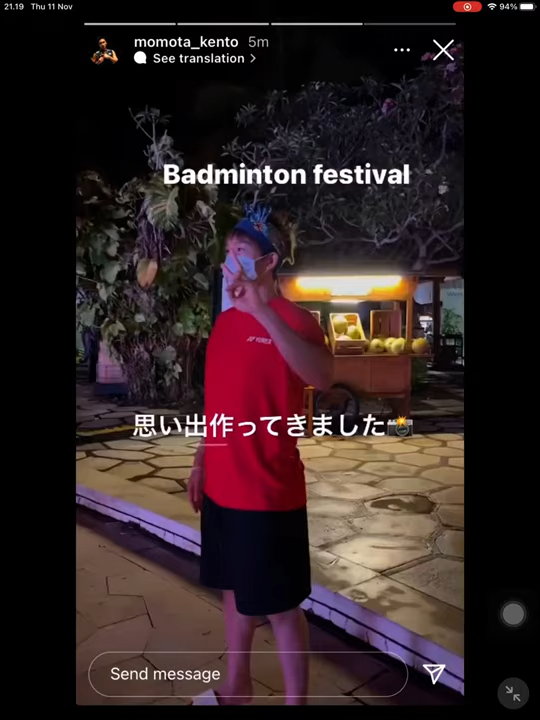 21.19 Thu 11 Nov
94%
momota_kento 5m
See translation
Badminton festival
YONEX
思い出作ってきました
Send message